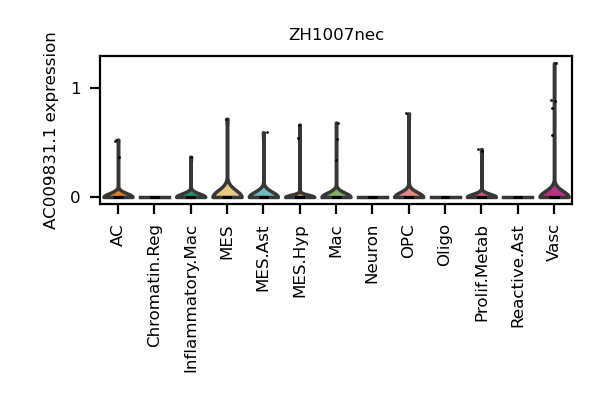 ZH1007nec
AC009831.1 expression
1
0
AC
Chromatin.Reg
Inflammatory.Mac
MES
MES.Ast
MES.Hyp
Mac
Neuron
OPC
Oligo
Prolif.Metab
Reactive.Ast
Vasc